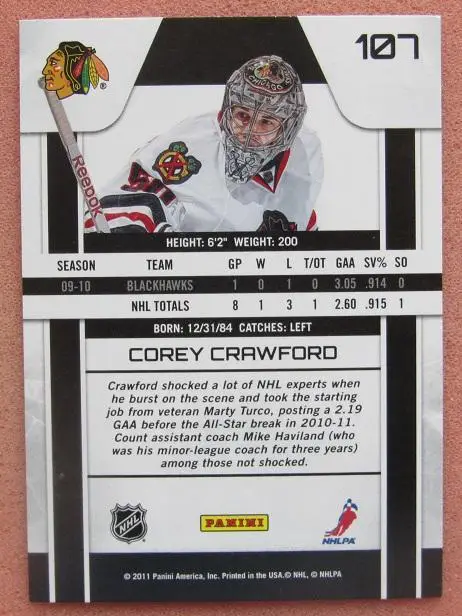 107
CHICAGO
Reebok
HEIGHT: 6'2" WEIGHT: 200
SEASON TEAM GP W L T/OT GAA SV% SO
09-10 BLACKHAWKS 1 0 1 0 3.05 .914 0
NHL TOTALS 8 1 3 1 2.60 .915 1
BORN: 12/31/84 CATCHES: LEFT
COREY CRAWFORD
Crawford shocked a lot of NHL experts when
he burst on the scene and took the starting
job from veteran Marty Turco, posting a 2.19
GAA before the All-Star break in 2010-11.
Count assistant coach Mike Haviland (who
was his minor-league coach for three years)
among those not shocked.
NHL
PANINI
NHLPA
© 2011 Panini America, Inc. Printed in the USA.© NHL, © NHLPA